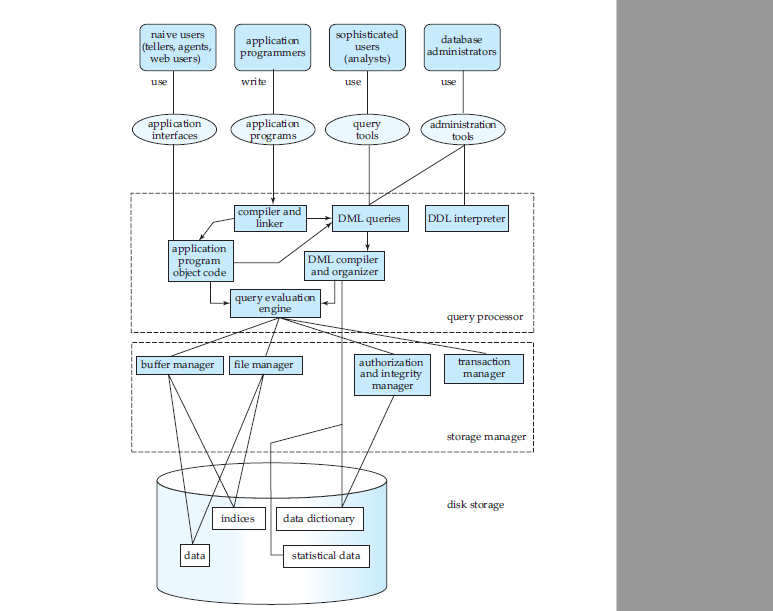 naive users
(tellers, agents,
web users)
application
programmers
sophisticated
users
(analysts)
database
administrators
use
write
use
use
application
interfaces
application
programs
query
tools
administration
tools
compiler and
linker
DML queries
DDL interpreter
application
program
object code
DML compiler
and organizer
query evaluation
engine
query processor
buffer manager
file manager
authorization
and integrity
manager
transaction
manager
storage manager
indices
data dictionary
disk storage
data
statistical data